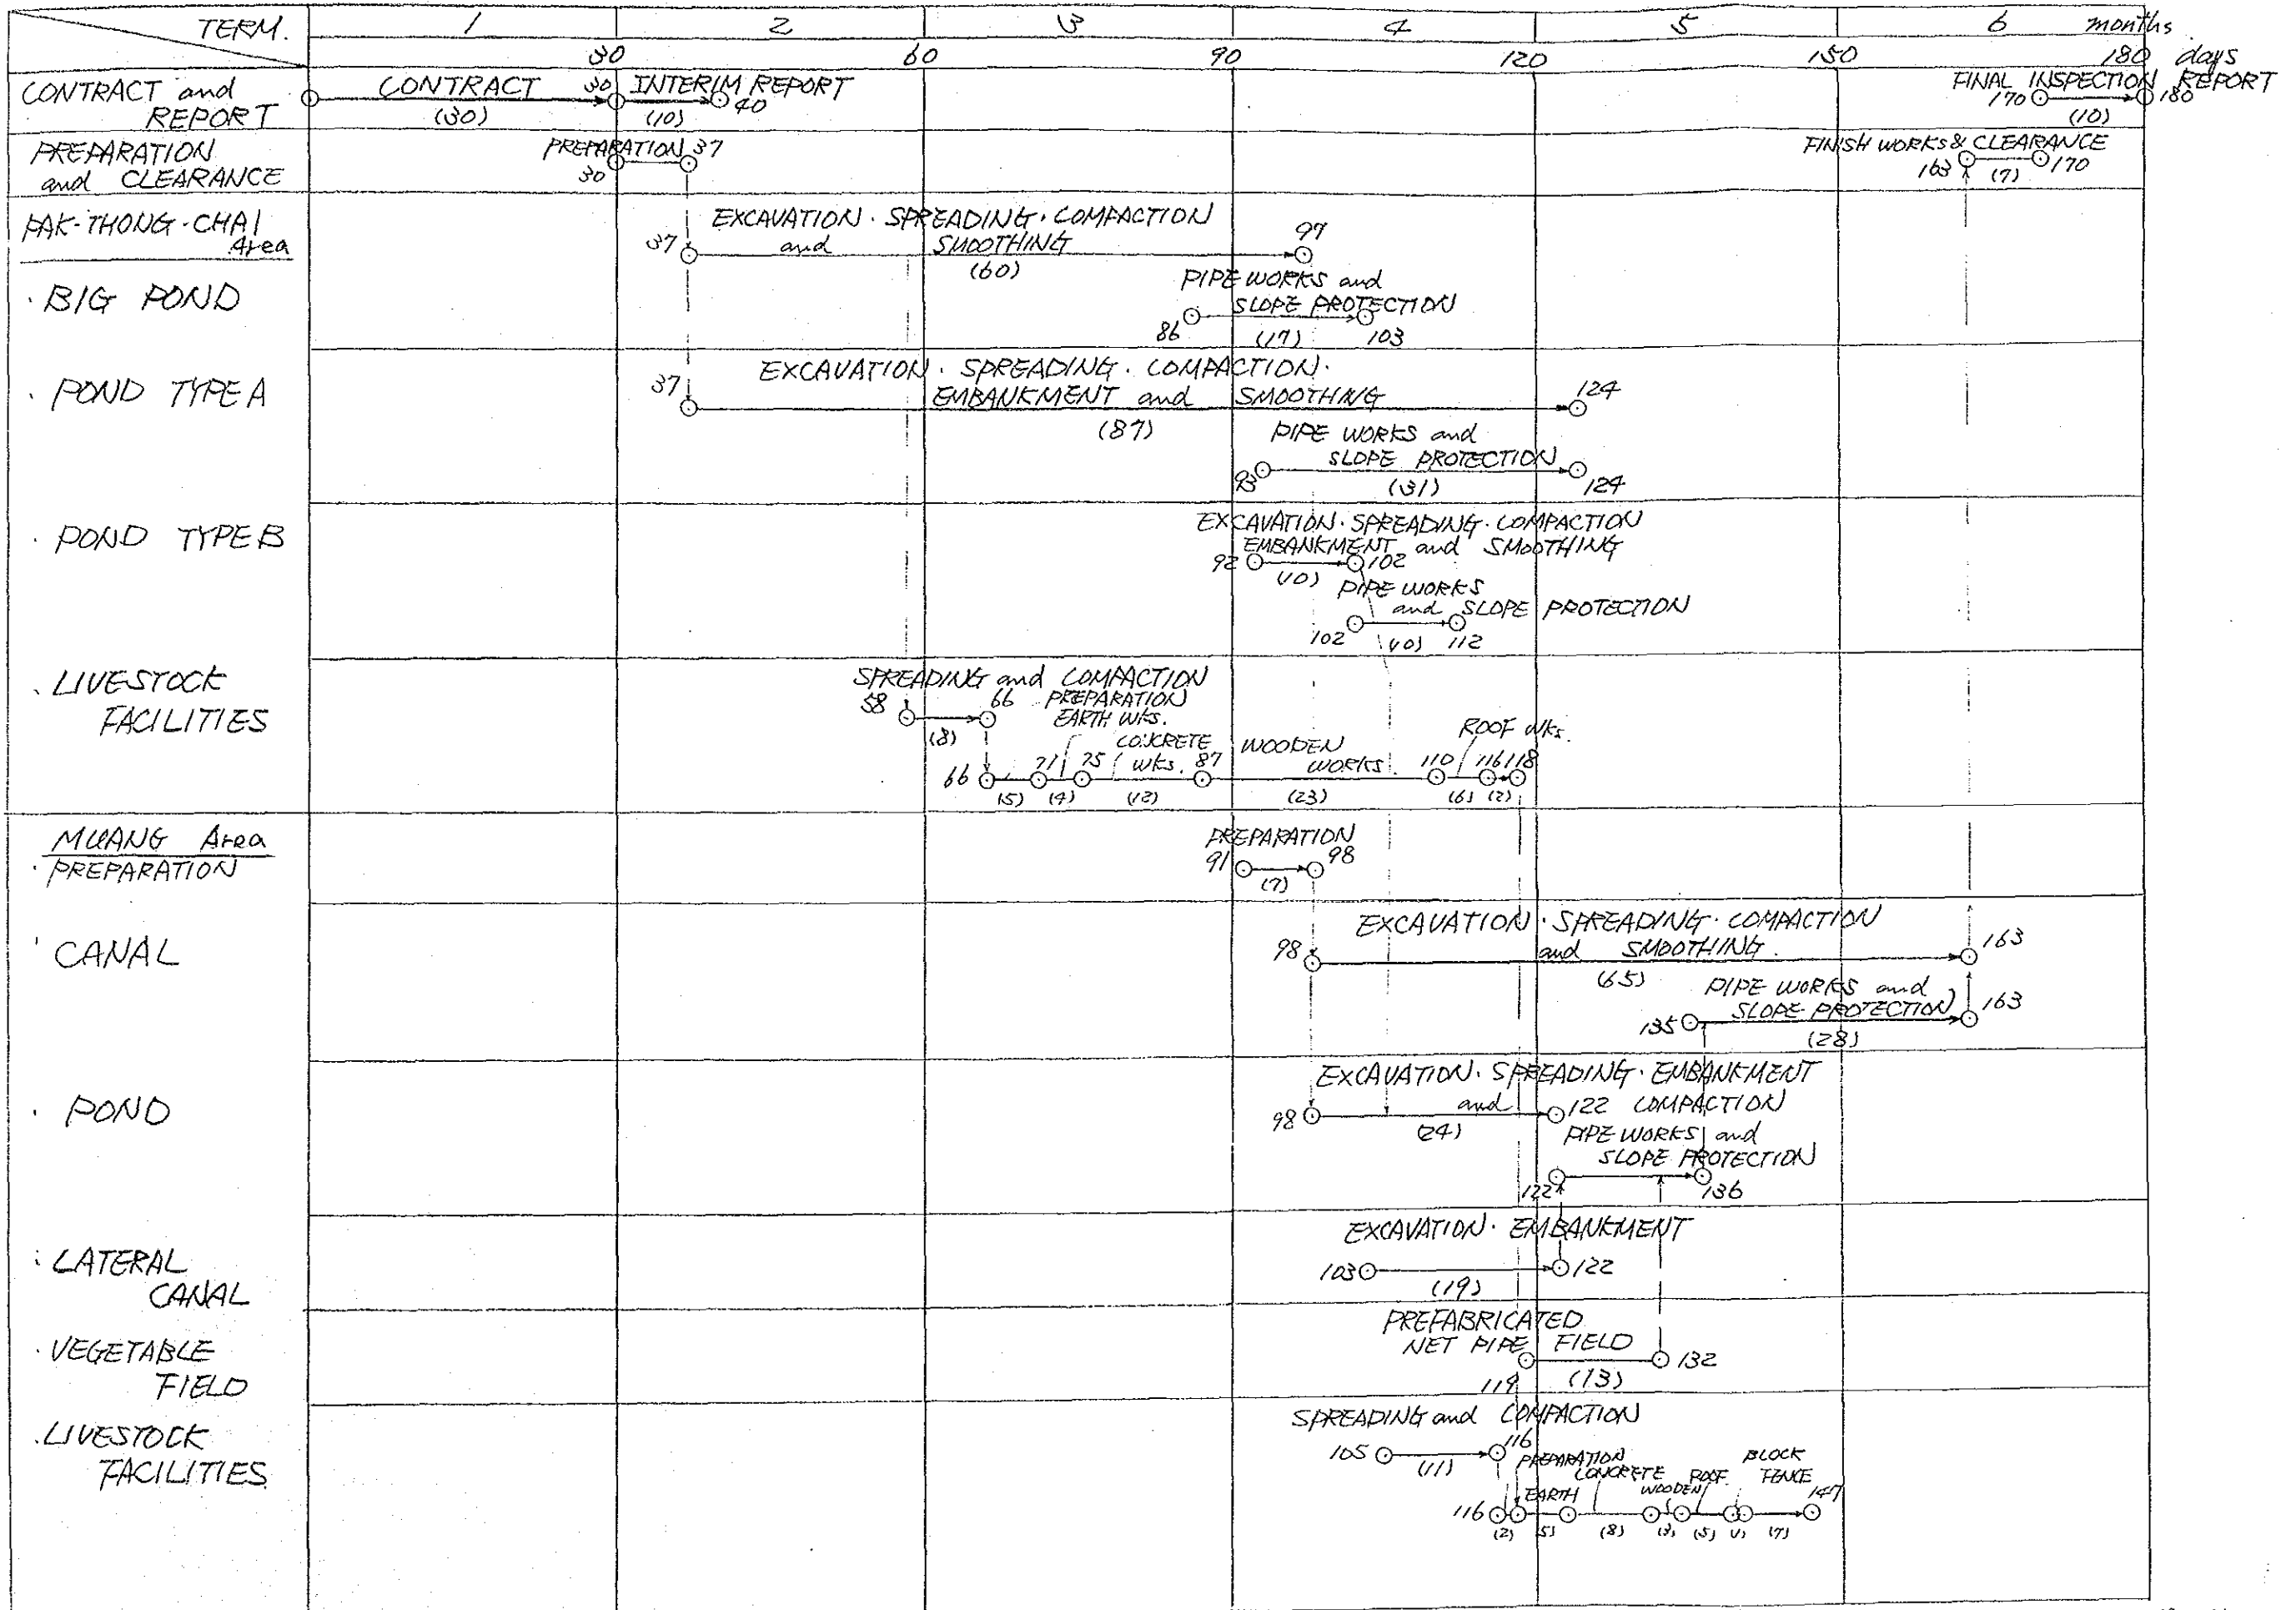 TERM. 1 2 3 4 5 6 months
30 60 90 120 150 180 days
CONTRACT and REPORT
CONTRACT 30 INTERIM REPORT
(30) (10) 40
FINAL INSPECTION REPORT
170 180
(10)
PREPARATION and CLEARANCE
PREPARATION 37
30
FINISH WORKS & CLEARANCE
163 (7) 170
PAK-THONG-CHAI
Area
EXCAVATION · SPREADING · COMPACTION
37 and SMOOTHING 97
(60)
· BIG POND
PIPE WORKS and
SLOPE PROTECTION
86 (17) 103
· POND TYPE A
EXCAVATION · SPREADING · COMPACTION ·
37 EMBANKMENT and SMOOTHING 124
(87)
PIPE WORKS and
SLOPE PROTECTION
93 (31) 124
· POND TYPE B
EXCAVATION · SPREADING · COMPACTION
EMBANKMENT and SMOOTHING
92 (10) 102
PIPE WORKS
and SLOPE PROTECTION
102 (10) 112
. LIVESTOCK
FACILITIES
SPREADING and COMPACTION
58 (8) 66
PREPARATION
EARTH WKS.
CONCRETE WKS.
WOODEN WORKS.
ROOF WKs.
66 71 75 87 110 116 118
(5) (4) (12) (23) (6) (2)
MUANG Area
· PREPARATION
PREPARATION
91 (7) 98
' CANAL
EXCAVATION · SPREADING · COMPACTION
98 and SMOOTHING. 163
(65)
PIPE WORKS and
SLOPE PROTECTION
135 (28) 163
· POND
EXCAVATION · SPREADING · EMBANKMENT
98 and 122 COMPACTION
(24)
PIPE WORKS and
SLOPE PROTECTION
122 136
: LATERAL
CANAL
EXCAVATION · EMBANKMENT
103 (19) 122
· VEGETABLE
FIELD
PREFABRICATED
NET PIPE FIELD
119 (13) 132
. LIVESTOCK
FACILITIES
SPREADING and COMPACTION
105 (11) 116
PREPARATION
EARTH
CONCRETE
WOODEN
ROOF
BLOCK
FENCE
116 147
(2) (5) (8) (3) (5) (1) (7)